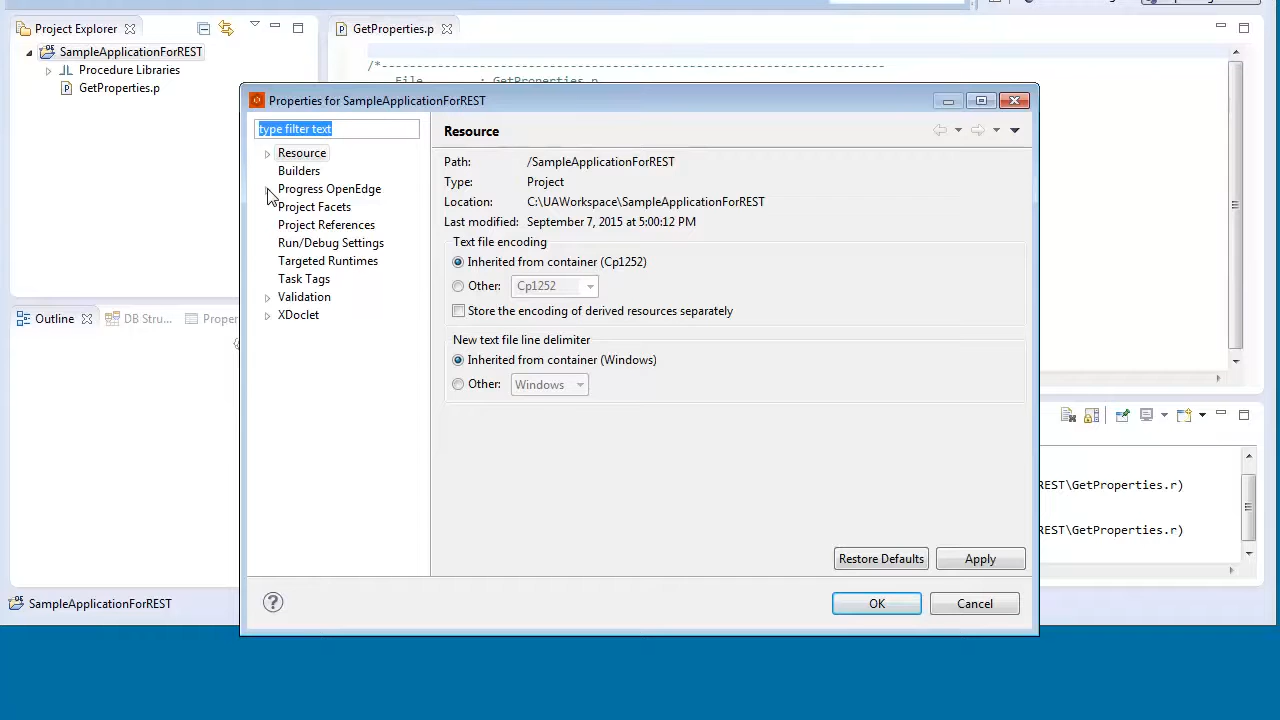 Project Explorer
GetProperties.p
SampleApplicationForREST
Procedure Libraries
GetProperties.p
/*--------------------------------------------------------------------
File : GetProperties.p
Properties for SampleApplicationForREST
type filter text
Resource
Builders
Progress OpenEdge
Project Facets
Project References
Run/Debug Settings
Targeted Runtimes
Task Tags
Validation
XDoclet
Resource
Path: /SampleApplicationForREST
Type: Project
Location: C:\UAWorkspace\SampleApplicationForREST
Last modified: September 7, 2015 at 5:00:12 PM
Text file encoding
Inherited from container (Cp1252)
Other: Cp1252
Store the encoding of derived resources separately
New text file line delimiter
Inherited from container (Windows)
Other: Windows
Restore Defaults
Apply
OK
Cancel
Outline
DB Stru...
Proper
REST\GetProperties.r)
REST\GetProperties.r)
SampleApplicationForREST